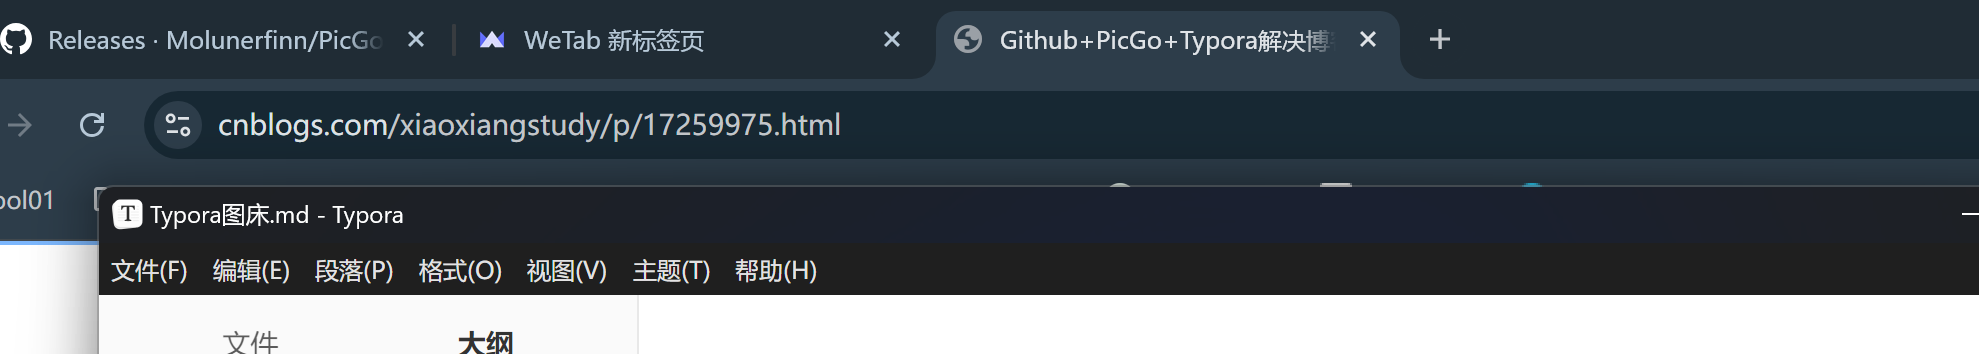 Releases · Molunerfinn/PicGo
WeTab 新标签页
Github+PicGo+Typora解决博
cnblogs.com/xiaoxiangstudy/p/17259975.html
ool01
Typora图床.md - Typora
文件(F) 编辑(E) 段落(P) 格式(O) 视图(V) 主题(T) 帮助(H)
文件 大纲